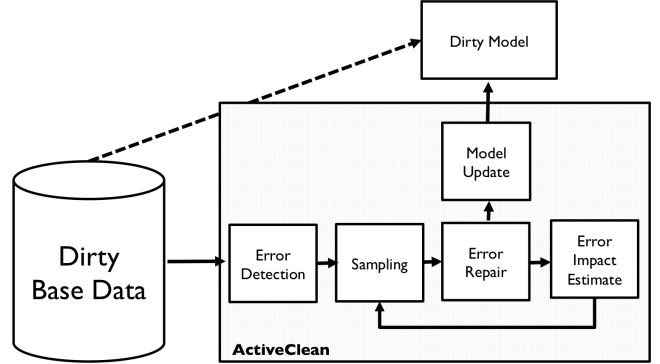 Dirty Model
Model
Update
Dirty
Base Data
Error
Detection
Sampling
Error
Repair
Error
Impact
Estimate
ActiveClean